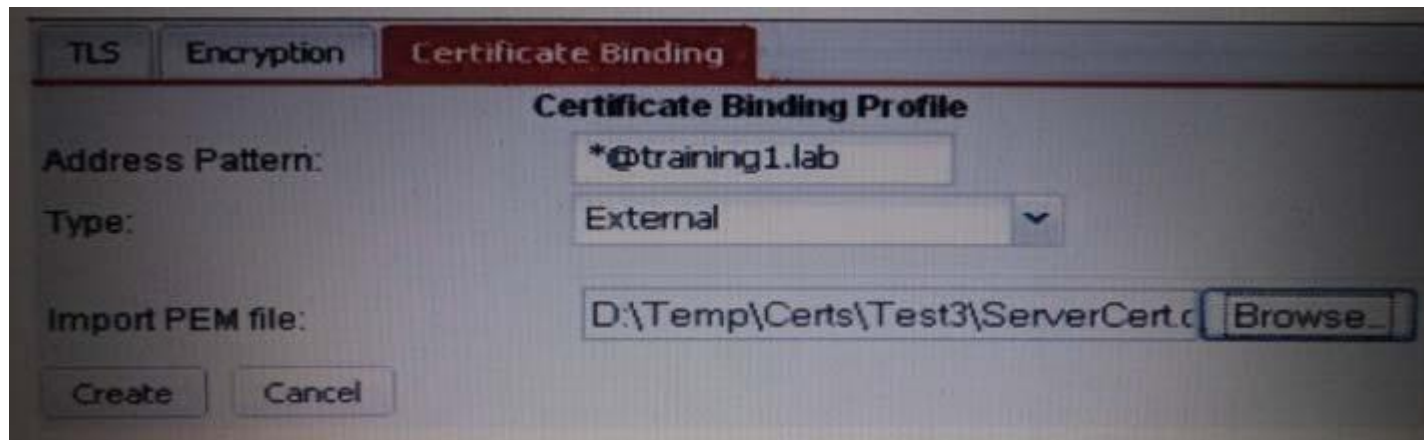 TLS Encryption Certificate Binding
Certificate Binding Profile
Address Pattern: *@training1.lab
Type: External
Import PEM file: D:\Temp\Certs\Test3\ServerCert.c Browse...
Create Cancel